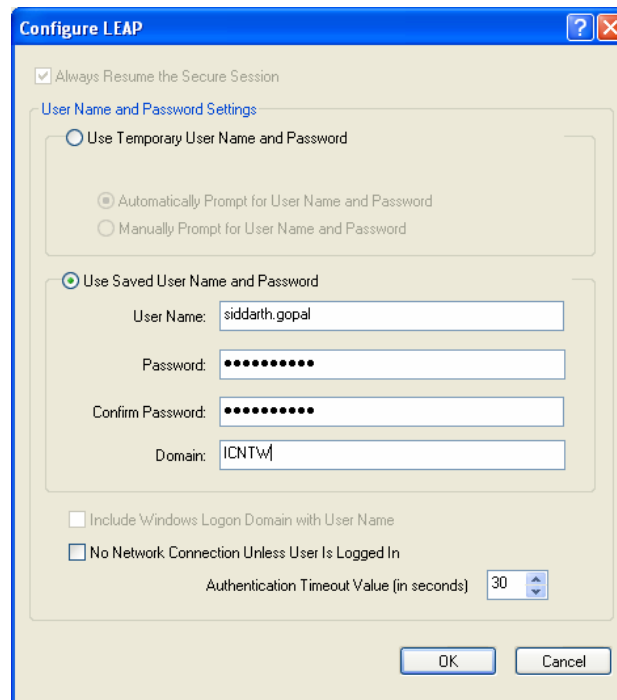 Configure LEAP
Always Resume the Secure Session
User Name and Password Settings
Use Temporary User Name and Password
Automatically Prompt for User Name and Password
Manually Prompt for User Name and Password
Use Saved User Name and Password
User Name: siddarth.gopal
Password: ●●●●●●●●●●
Confirm Password: ●●●●●●●●●●
Domain: ICNTW
Include Windows Logon Domain with User Name
No Network Connection Unless User Is Logged In
Authentication Timeout Value (in seconds) 30
OK Cancel